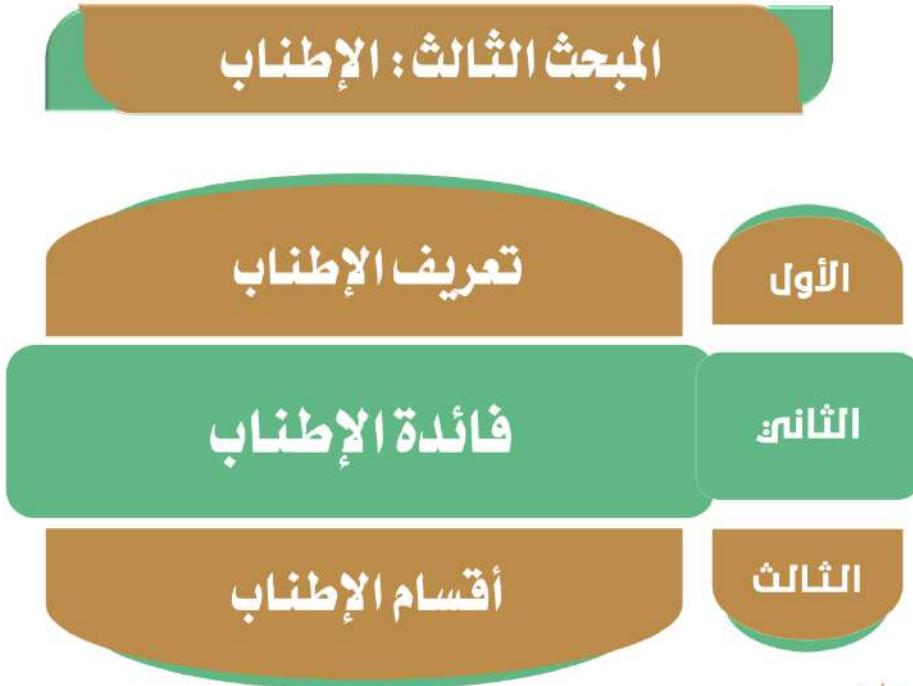 المبحث الثالث: الإطناب
الأول
تعريف الإطناب
الثاني
فائدة الإطناب
الثالث
أقسام الإطناب